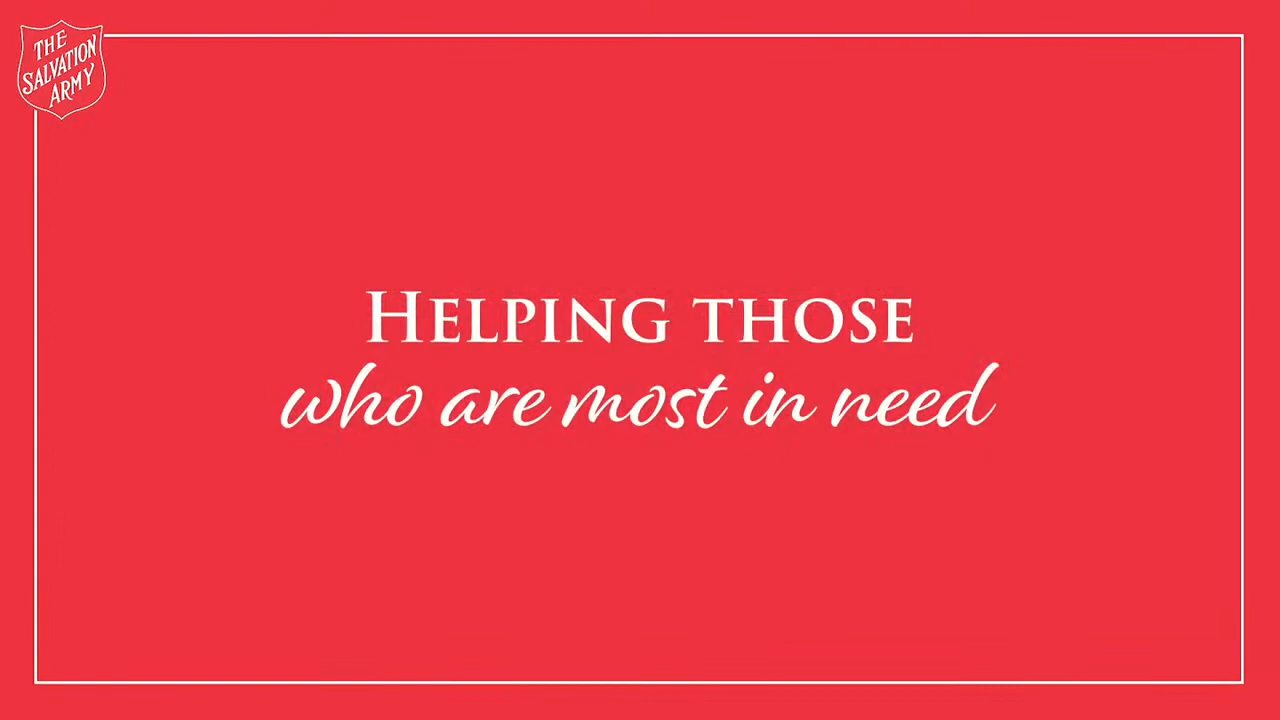 THE
SALVATION
ARMY
HELPING THOSE
who are most in need